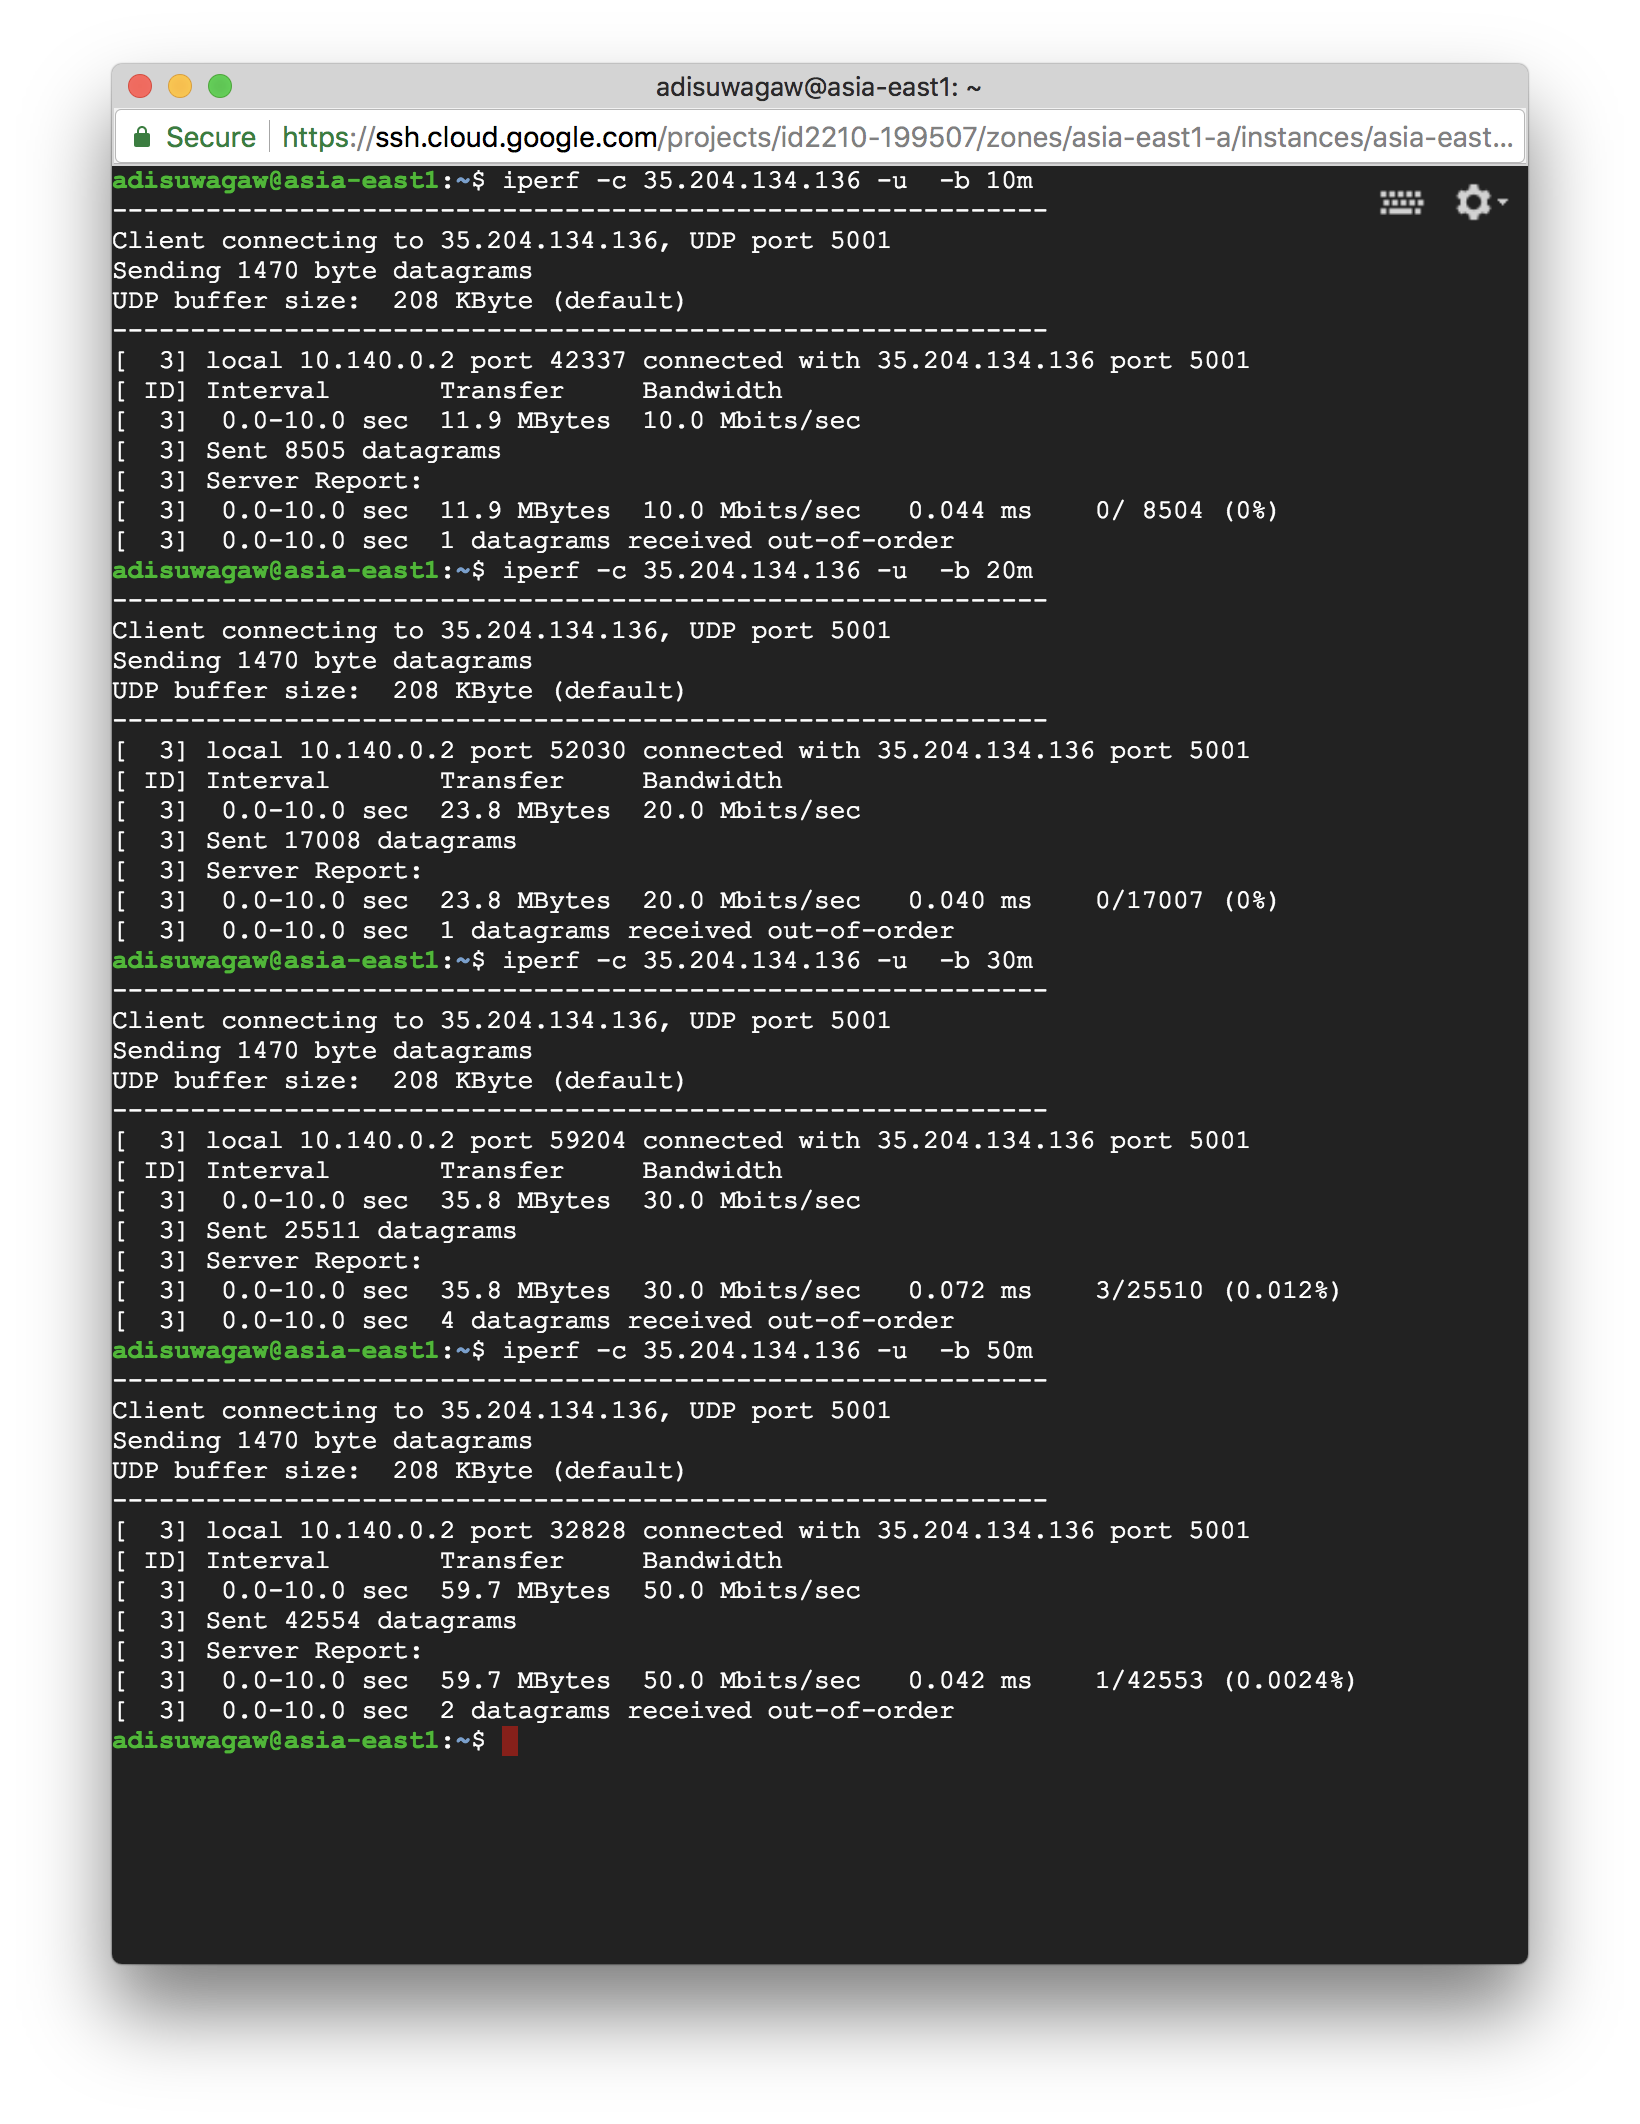 adisuwagaw@asia-east1: ~
Secure https://ssh.cloud.google.com/projects/id2210-199507/zones/asia-east1-a/instances/asia-east...
adisuwagaw@asia-east1:~$ iperf -c 35.204.134.136 -u  -b 10m
------------------------------------------------------------
Client connecting to 35.204.134.136, UDP port 5001
Sending 1470 byte datagrams
UDP buffer size:  208 KByte (default)
------------------------------------------------------------
[  3] local 10.140.0.2 port 42337 connected with 35.204.134.136 port 5001
[ ID] Interval       Transfer     Bandwidth
[  3]  0.0-10.0 sec  11.9 MBytes  10.0 Mbits/sec
[  3] Sent 8505 datagrams
[  3] Server Report:
[  3]  0.0-10.0 sec  11.9 MBytes  10.0 Mbits/sec   0.044 ms    0/ 8504 (0%)
[  3]  0.0-10.0 sec  1 datagrams received out-of-order
adisuwagaw@asia-east1:~$ iperf -c 35.204.134.136 -u  -b 20m
------------------------------------------------------------
Client connecting to 35.204.134.136, UDP port 5001
Sending 1470 byte datagrams
UDP buffer size:  208 KByte (default)
------------------------------------------------------------
[  3] local 10.140.0.2 port 52030 connected with 35.204.134.136 port 5001
[ ID] Interval       Transfer     Bandwidth
[  3]  0.0-10.0 sec  23.8 MBytes  20.0 Mbits/sec
[  3] Sent 17008 datagrams
[  3] Server Report:
[  3]  0.0-10.0 sec  23.8 MBytes  20.0 Mbits/sec   0.040 ms    0/17007 (0%)
[  3]  0.0-10.0 sec  1 datagrams received out-of-order
adisuwagaw@asia-east1:~$ iperf -c 35.204.134.136 -u  -b 30m
------------------------------------------------------------
Client connecting to 35.204.134.136, UDP port 5001
Sending 1470 byte datagrams
UDP buffer size:  208 KByte (default)
------------------------------------------------------------
[  3] local 10.140.0.2 port 59204 connected with 35.204.134.136 port 5001
[ ID] Interval       Transfer     Bandwidth
[  3]  0.0-10.0 sec  35.8 MBytes  30.0 Mbits/sec
[  3] Sent 25511 datagrams
[  3] Server Report:
[  3]  0.0-10.0 sec  35.8 MBytes  30.0 Mbits/sec   0.072 ms    3/25510 (0.012%)
[  3]  0.0-10.0 sec  4 datagrams received out-of-order
adisuwagaw@asia-east1:~$ iperf -c 35.204.134.136 -u  -b 50m
------------------------------------------------------------
Client connecting to 35.204.134.136, UDP port 5001
Sending 1470 byte datagrams
UDP buffer size:  208 KByte (default)
------------------------------------------------------------
[  3] local 10.140.0.2 port 32828 connected with 35.204.134.136 port 5001
[ ID] Interval       Transfer     Bandwidth
[  3]  0.0-10.0 sec  59.7 MBytes  50.0 Mbits/sec
[  3] Sent 42554 datagrams
[  3] Server Report:
[  3]  0.0-10.0 sec  59.7 MBytes  50.0 Mbits/sec   0.042 ms    1/42553 (0.0024%)
[  3]  0.0-10.0 sec  2 datagrams received out-of-order
adisuwagaw@asia-east1:~$